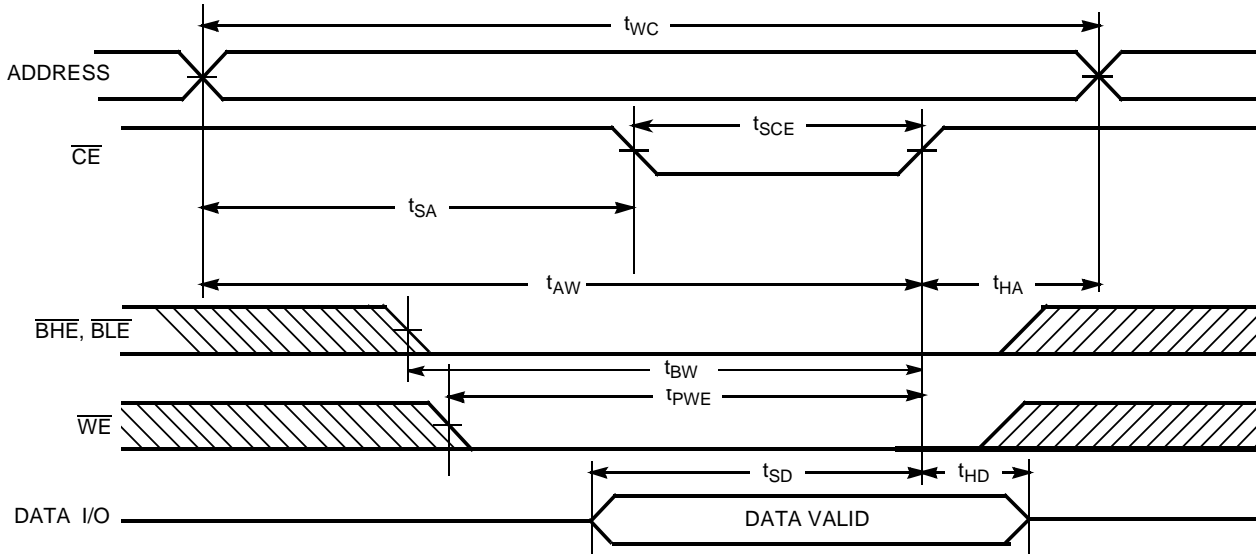 tWC
ADDRESS
tSCE
CE
tSA
tAW
tHA
BHE, BLE
tBW
tPWE
WE
tSD
tHD
DATA I/O
DATA VALID